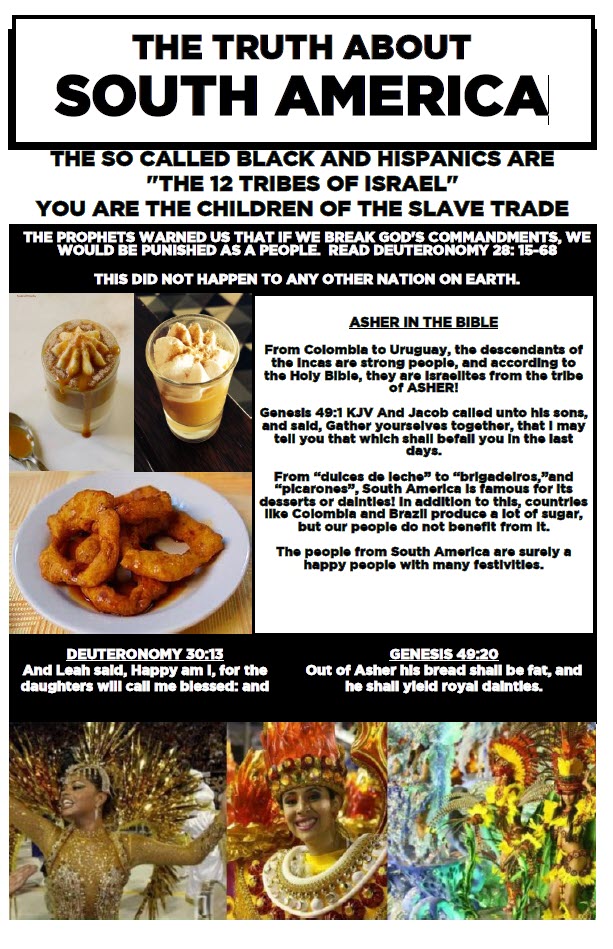 THE TRUTH ABOUT
SOUTH AMERICA
THE SO CALLED BLACK AND HISPANICS ARE
"THE 12 TRIBES OF ISRAEL"
YOU ARE THE CHILDREN OF THE SLAVE TRADE
THE PROPHETS WARNED US THAT IF WE BREAK GOD'S COMMANDMENTS, WE
WOULD BE PUNISHED AS A PEOPLE. READ DEUTERONOMY 28: 15-68
THIS DID NOT HAPPEN TO ANY OTHER NATION ON EARTH.
ASHER IN THE BIBLE
From Colombia to Uruguay, the descendants of
the Incas are strong people, and according to
the Holy Bible, they are Israelites from the tribe
of ASHER!
Genesis 49:1 KJV And Jacob called unto his sons,
and said, Gather yourselves together, that I may
tell you that which shall befall you in the last
days.
From “dulces de leche” to “brigadeiros,”and
“picarones”, South America is famous for its
desserts or dainties! In addition to this, countries
like Colombia and Brazil produce a lot of sugar,
but our people do not benefit from it.
The people from South America are surely a
happy people with many festivities.
DEUTERONOMY 30:13
And Leah said, Happy am I, for the
daughters will call me blessed: and
GENESIS 49:20
Out of Asher his bread shall be fat, and
he shall yield royal dainties.